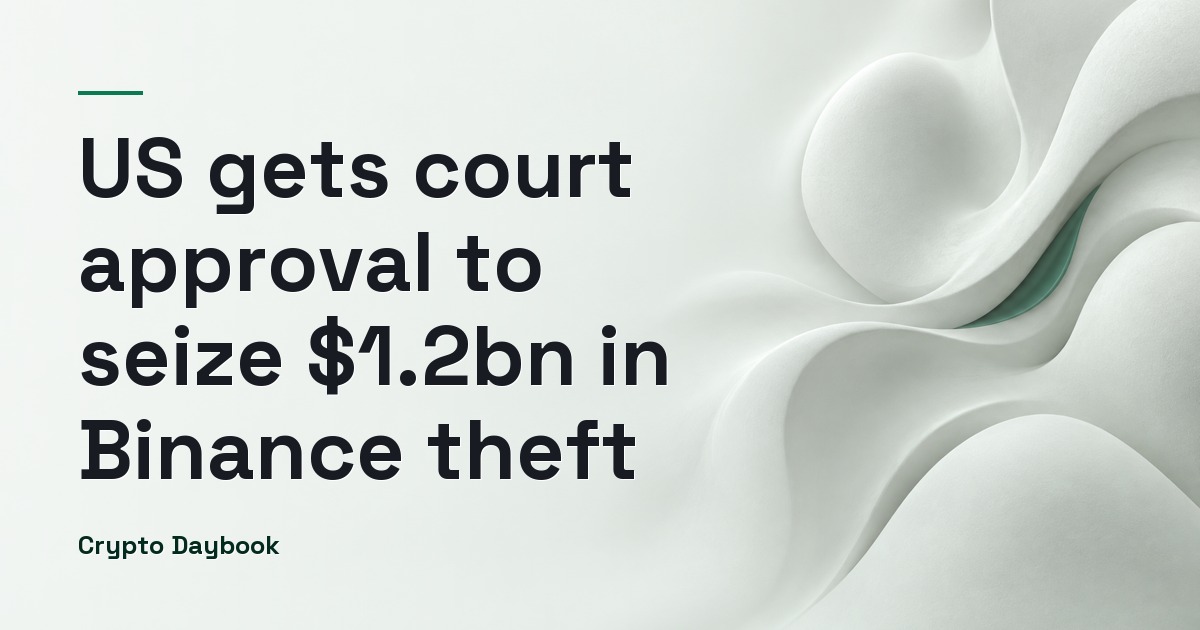 US gets court
approval to
seize $1.2bn in
Binance theft
Crypto Daybook